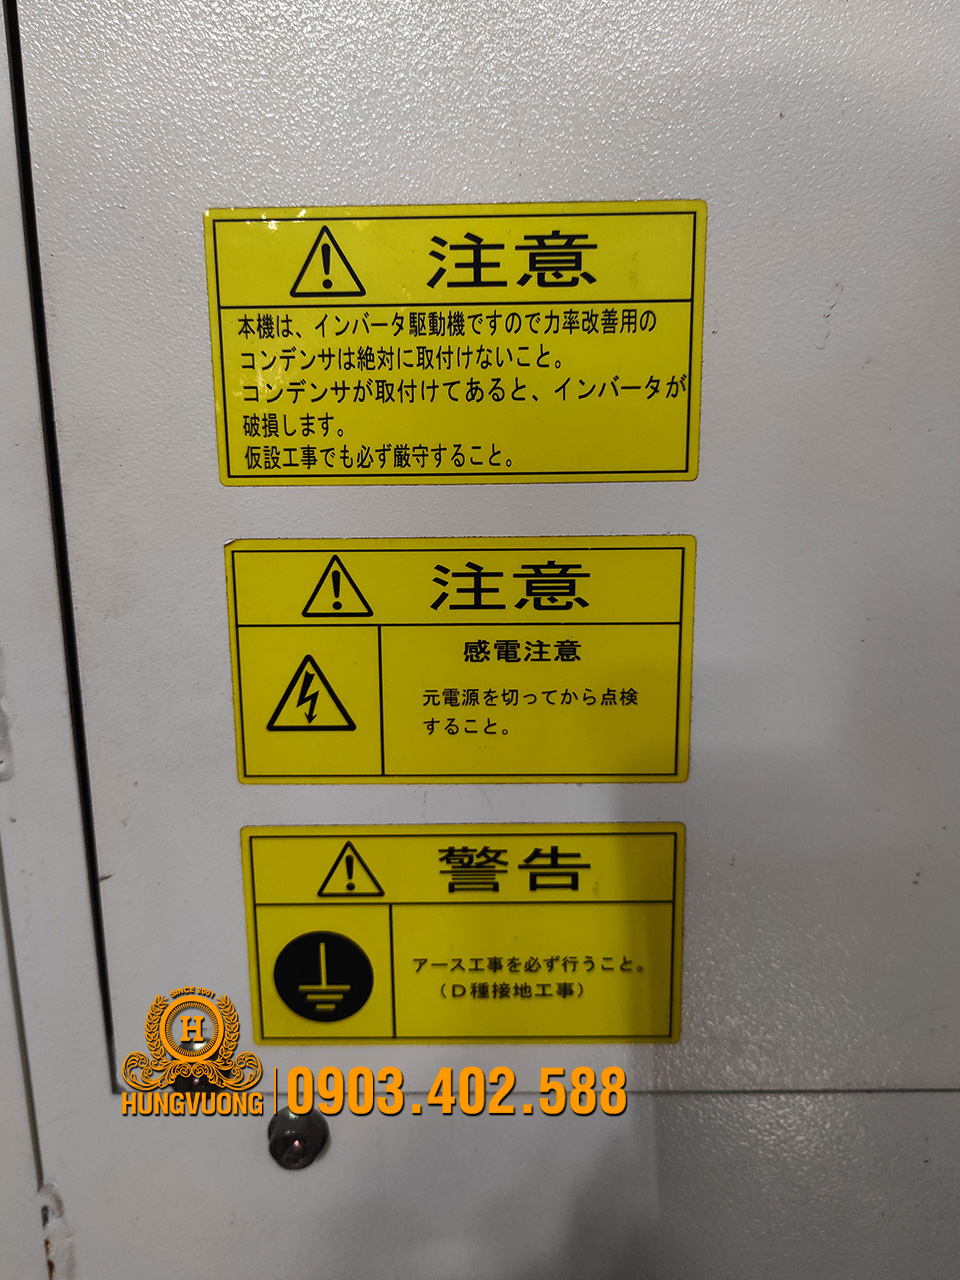 注意
本機は、インバータ駆動機ですので力率改善用の
コンデンサは絶対に取付けないこと。
コンデンサが取付けてあると、インバータが
破損します。
仮設工事でも必ず厳守すること。
注意
感電注意
元電源を切ってから点検
すること。
警告
アース工事を必ず行うこと。
(D種接地工事)
SINCE 2001
H
HUNGVUONG
0903.402.588